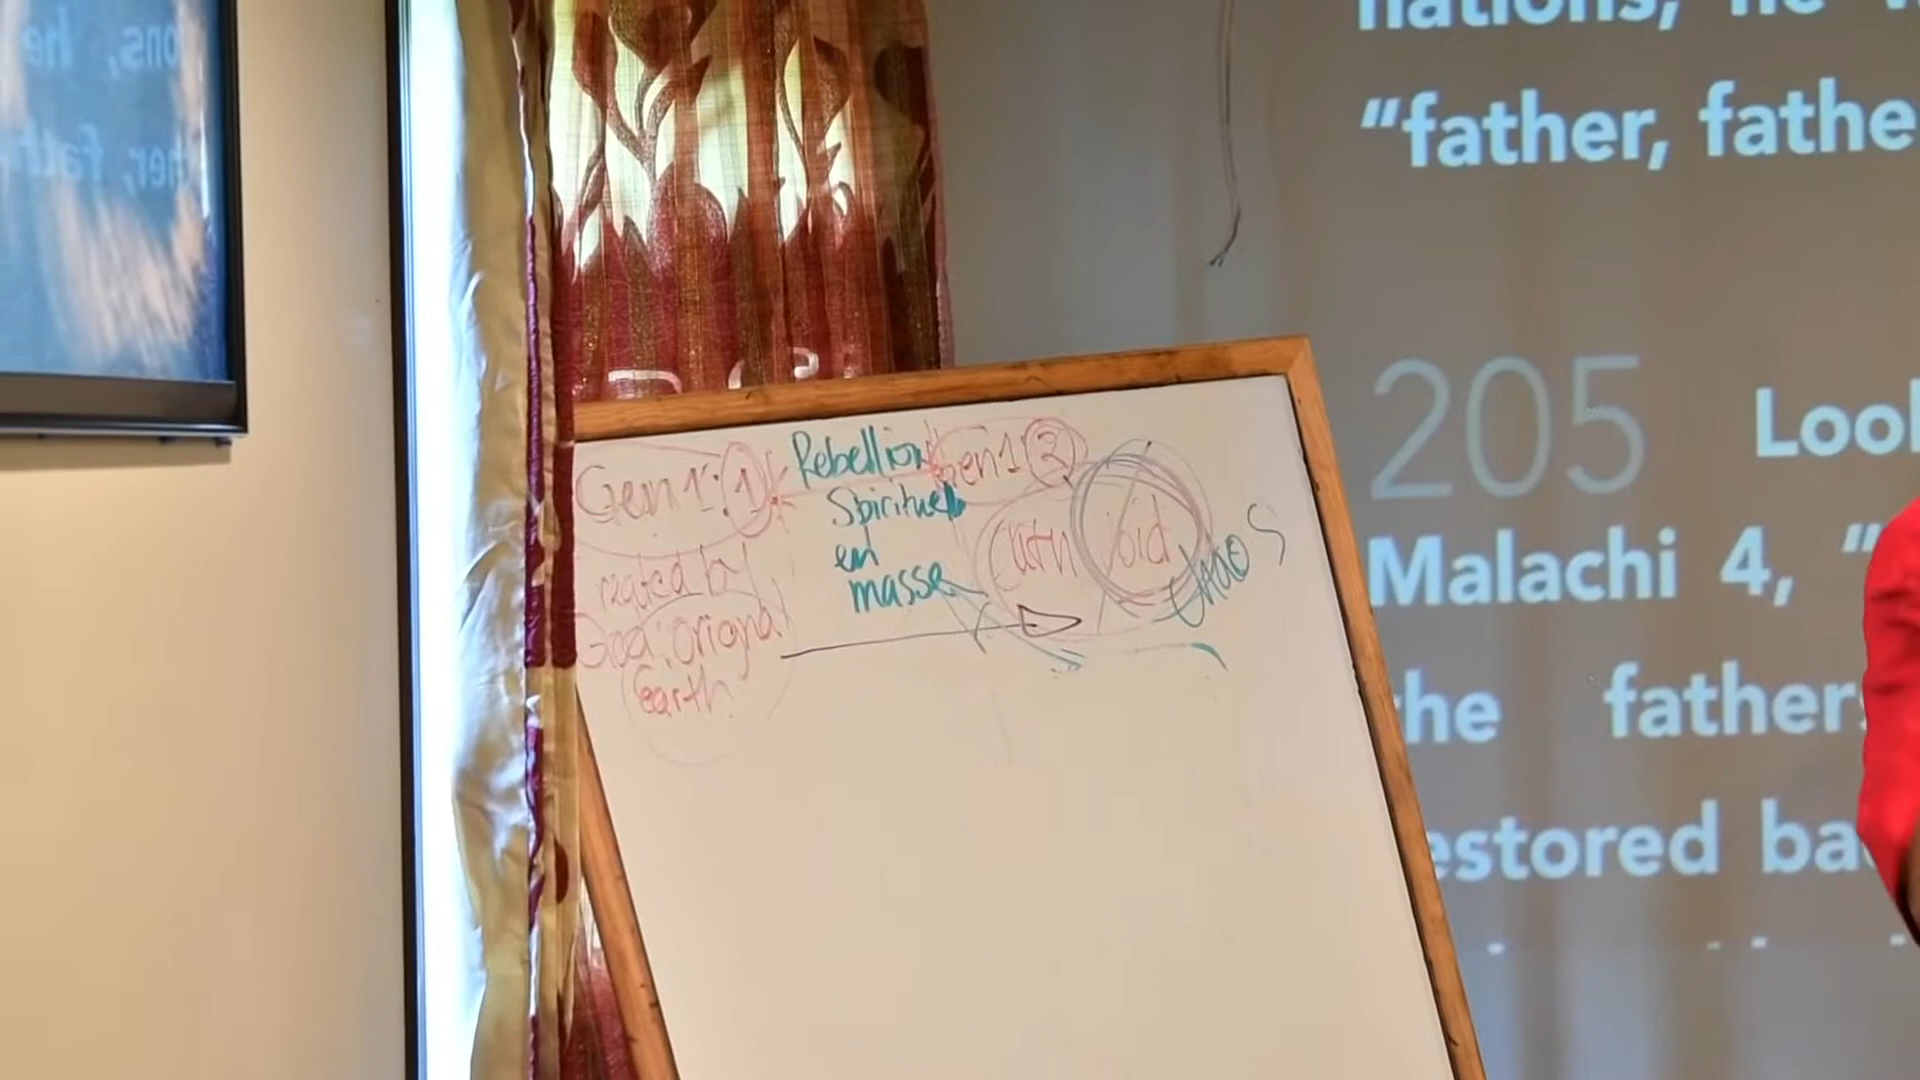 nations, he
“father, fathe
205 Look
Malachi 4, “
the fathers
estored ba
Gen 1:1 Rebellion Gen 1 2
Spiritual
en
masse
Earth Void Chaos
created by
God: Original
Earth